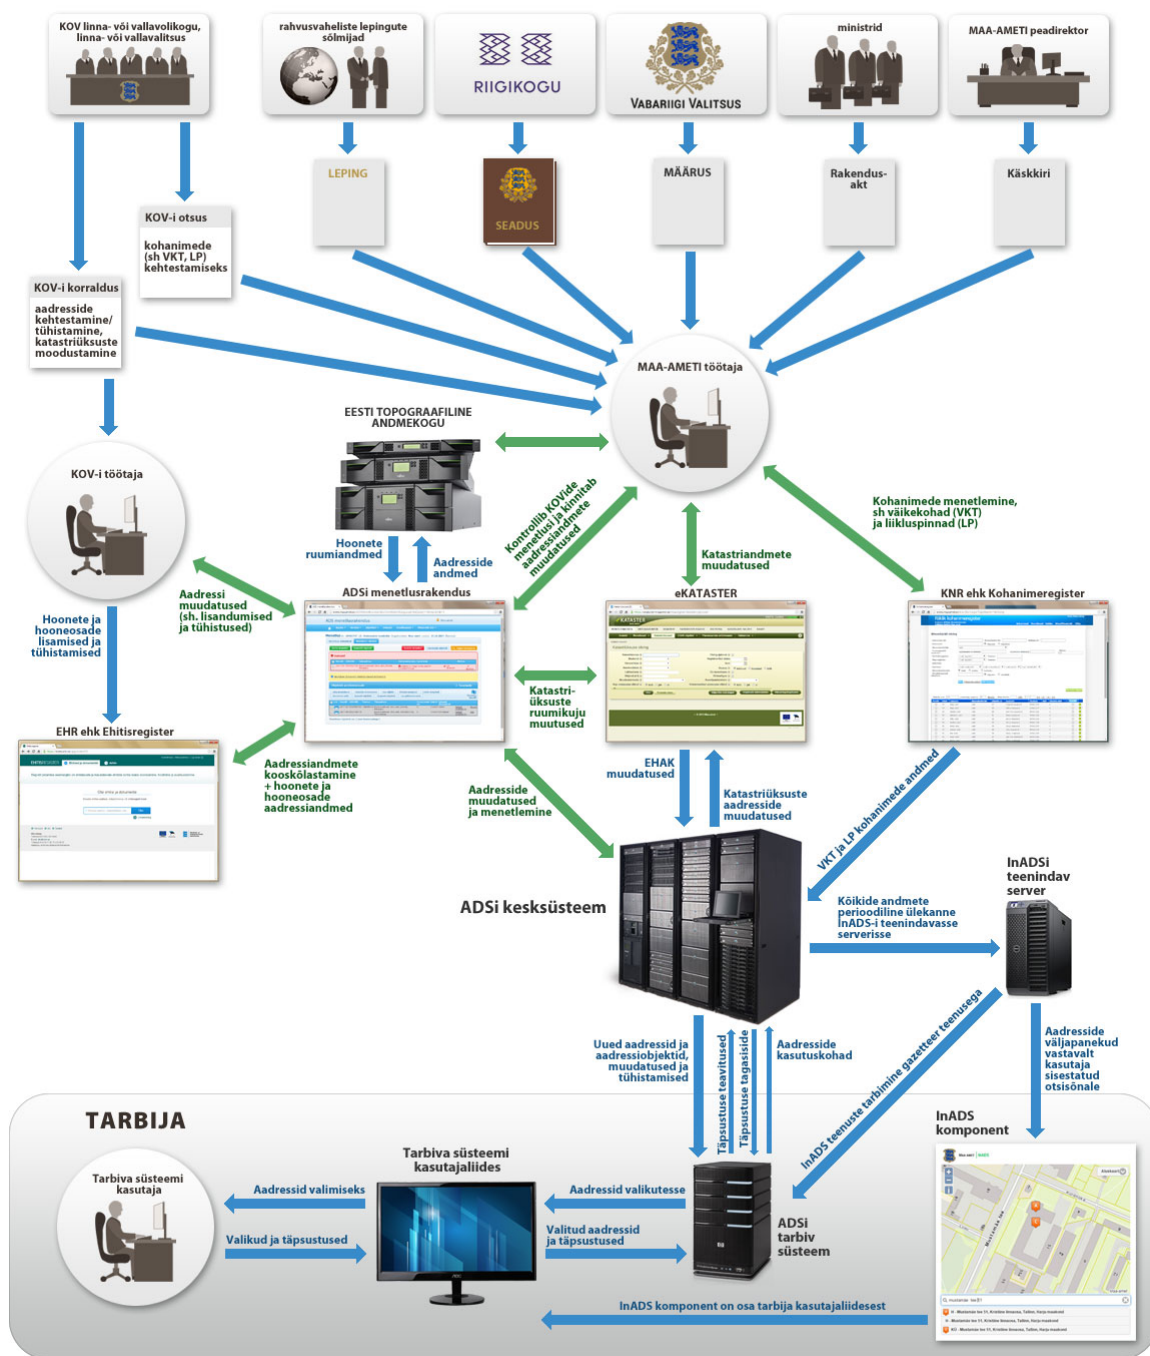 KOV linna- või vallavolikogu,
linna- või vallavalitsus
rahvusvaheliste lepingute
sõlmijad
RIIGIKOGU
VABARIIGI VALITSUS
ministrid
MAA-AMETI peadirektor
LEPING
SEADUS
MÄÄRUS
Rakendus-
akt
Käskkiri
KOV-i otsus
kohanimede
(sh VKT, LP)
kehtestamiseks
KOV-i korraldus
aadresside
kehtestamine/
tühistamine,
katastriüksuste
moodustamine
MAA-AMETI töötaja
EESTI TOPOGRAAFILINE
ANDMEKOGU
KOV-i töötaja
Kontrollib KOVide
menetlusi ja kinnitab
aadressiandmete
muudatused
Kohanimede menetlemine,
sh väikekohad (VKT)
ja liikluspinnad (LP)
Hoonete
ruumiandmed
Aadresside
andmed
Katastriandmete
muudatused
Aadressi
muudatused
(sh. lisandumised
ja tühistused)
ADSi menetlusrakendus
eKATASTER
KNR ehk Kohanimeregister
Hoonete ja
hooneosade
lisamised ja
tühistamised
Katastri-
üksuste
ruumikuju
muutused
EHR ehk Ehitisregister
Aadressiandmete
kooskõlastamine
+ hoonete ja
hooneosade
aadressiandmed
Aadresside
muudatused
ja menetlemine
EHAK
muudatused
Katastriüksuste
aadresside
muudatused
VKT ja LP kohanimede andmed
ADSi kesksüsteem
InADSi
teenindav
server
Kõikide andmete
perioodiline ülekanne
InADS-i teenindavasse
serverisse
Uued aadressid ja
aadressiobjektid,
muudatused ja
tühistamised
Täpsustuse teavitused
Täpsustuse tagasiside
Aadresside
kasutuskohad
InADS teenuste tarbimine gazetteer teenusega
Aadresside
väljapanekud
vastavalt
kasutaja
sisestatud
otsisõnale
TARBIJA
InADS
komponent
Tarbiva süsteemi
kasutaja
Tarbiva süsteemi
kasutajaliides
Aadressid valimiseks
Valikud ja täpsustused
Aadressid valikutesse
Valitud aadressid
ja täpsustused
ADSi
tarbiv
süsteem
InADS komponent on osa tarbija kasutajaliidesest